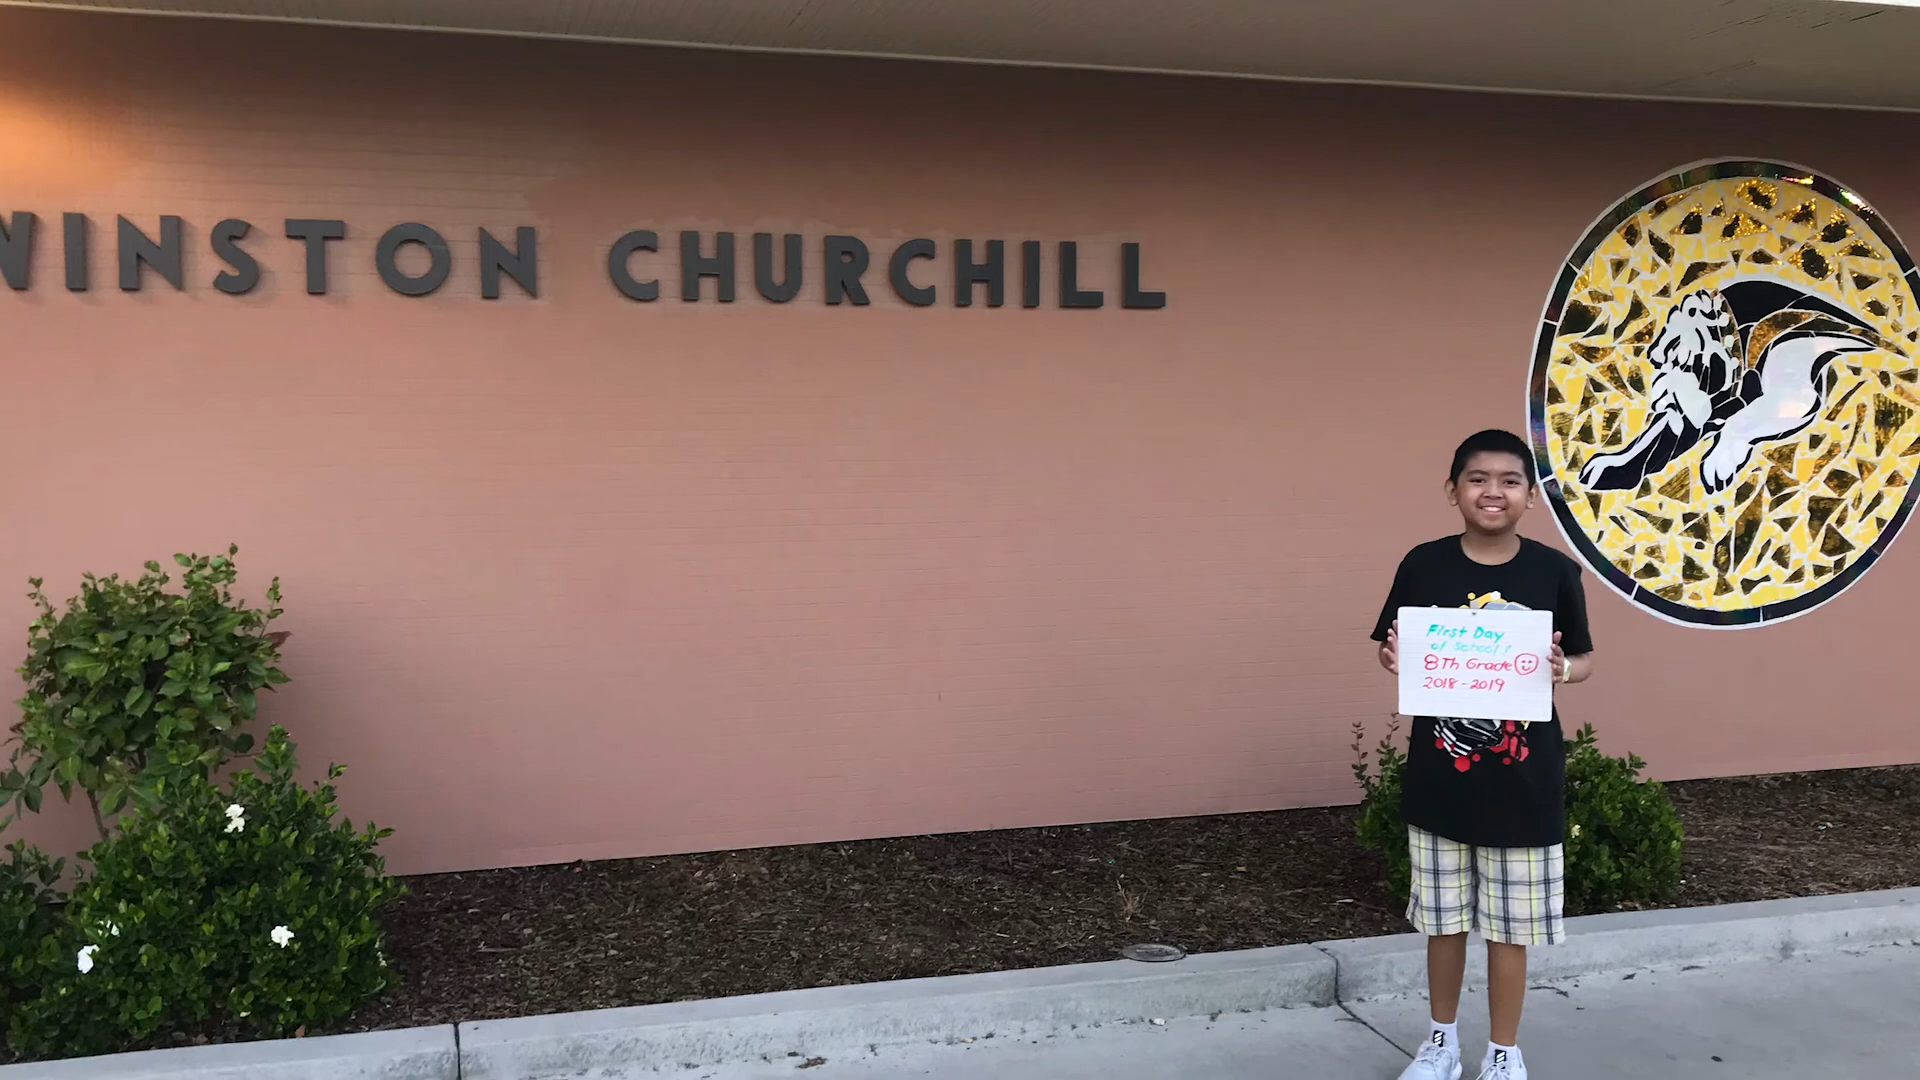 WINSTON CHURCHILL
First Day
of School!
8Th Grade
2018-2019